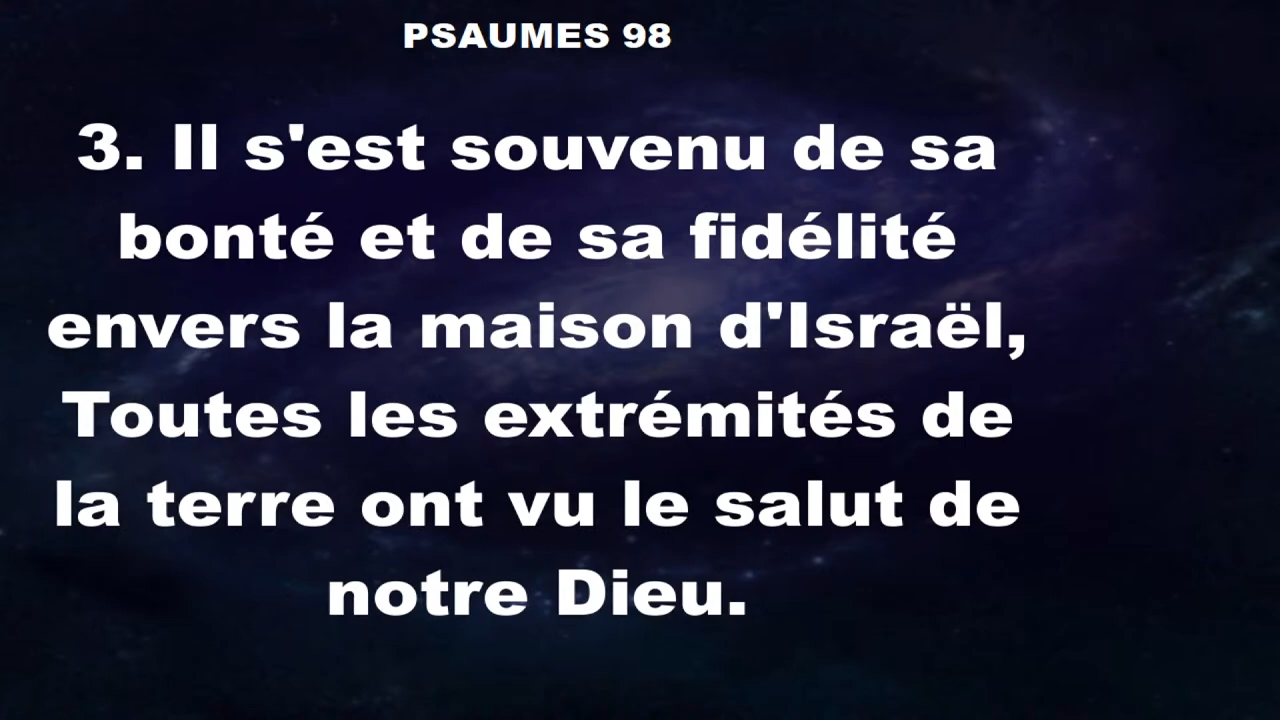 PSAUMES 98
3. Il s'est souvenu de sa
bonté et de sa fidélité
envers la maison d'Israël,
Toutes les extrémités de
la terre ont vu le salut de
notre Dieu.